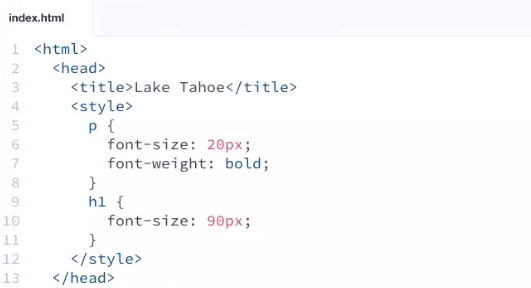 index.html
1 <html>
2   <head>
3     <title>Lake Tahoe</title>
4     <style>
5       p {
6         font-size: 20px;
7         font-weight: bold;
8       }
9       h1 {
10         font-size: 90px;
11       }
12     </style>
13   </head>